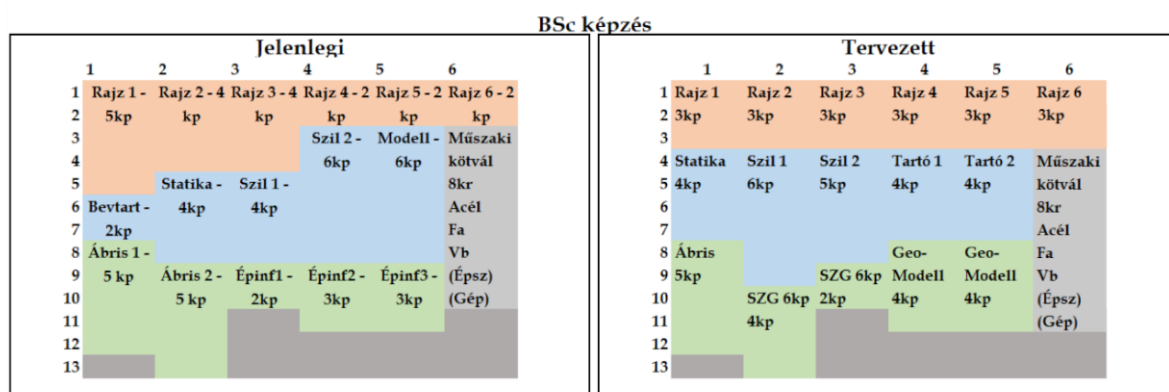 BSc képzés
Jelenlegi
1 2 3 4 5 6
1 Rajz 1 - Rajz 2 - 4 Rajz 3 - 4 Rajz 4 - 2 Rajz 5 - 2 Rajz 6 - 2
2 5kp kp kp kp kp kp
3 Szil 2 - Modell - Műszaki
4 6kp 6kp kötvál
5 Statika - Szil 1 - 8kr
6 Bevtart - 4kp 4kp Acél
7 2kp Fa
8 Ábris 1 - Vb
9 5 kp Ábris 2 - Épinf1 - Épinf2 - Épinf3 - (Épsz)
10 5 kp 2kp 3kp 3kp (Gép)
11
12
13
Tervezett
1 2 3 4 5 6
1 Rajz 1 Rajz 2 Rajz 3 Rajz 4 Rajz 5 Rajz 6
2 3kp 3kp 3kp 3kp 3kp 3kp
3
4 Statika Szil 1 Szil 2 Tartó 1 Tartó 2 Műszaki
5 4kp 6kp 5kp 4kp 4kp kötvál
6 8kr
7 Acél
8 Ábris Geo- Geo- Fa
9 5kp SZG 6kp Modell Modell Vb
10 SZG 6kp 2kp 4kp 4kp (Épsz)
11 4kp (Gép)
12
13